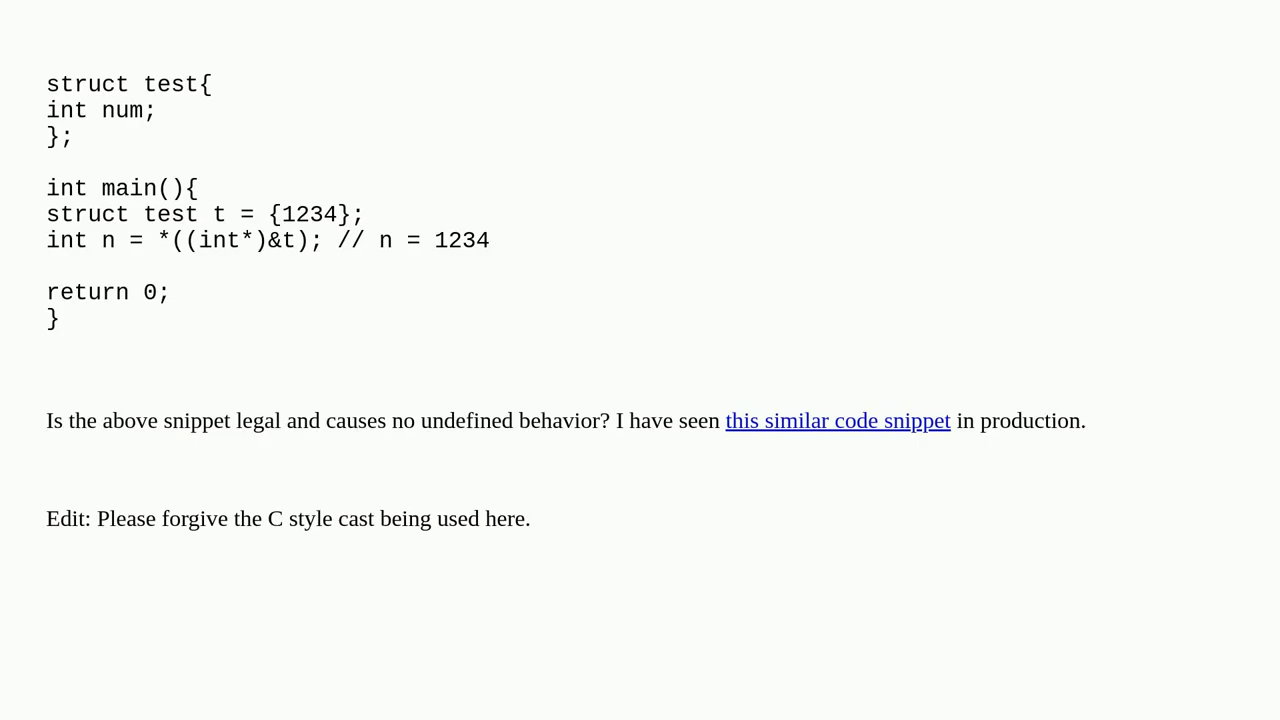 struct test{
int num;
};
int main(){
struct test t = {1234};
int n = *((int*)&t); // n = 1234
return 0;
}
Is the above snippet legal and causes no undefined behavior? I have seen this similar code snippet in production.
Edit: Please forgive the C style cast being used here.